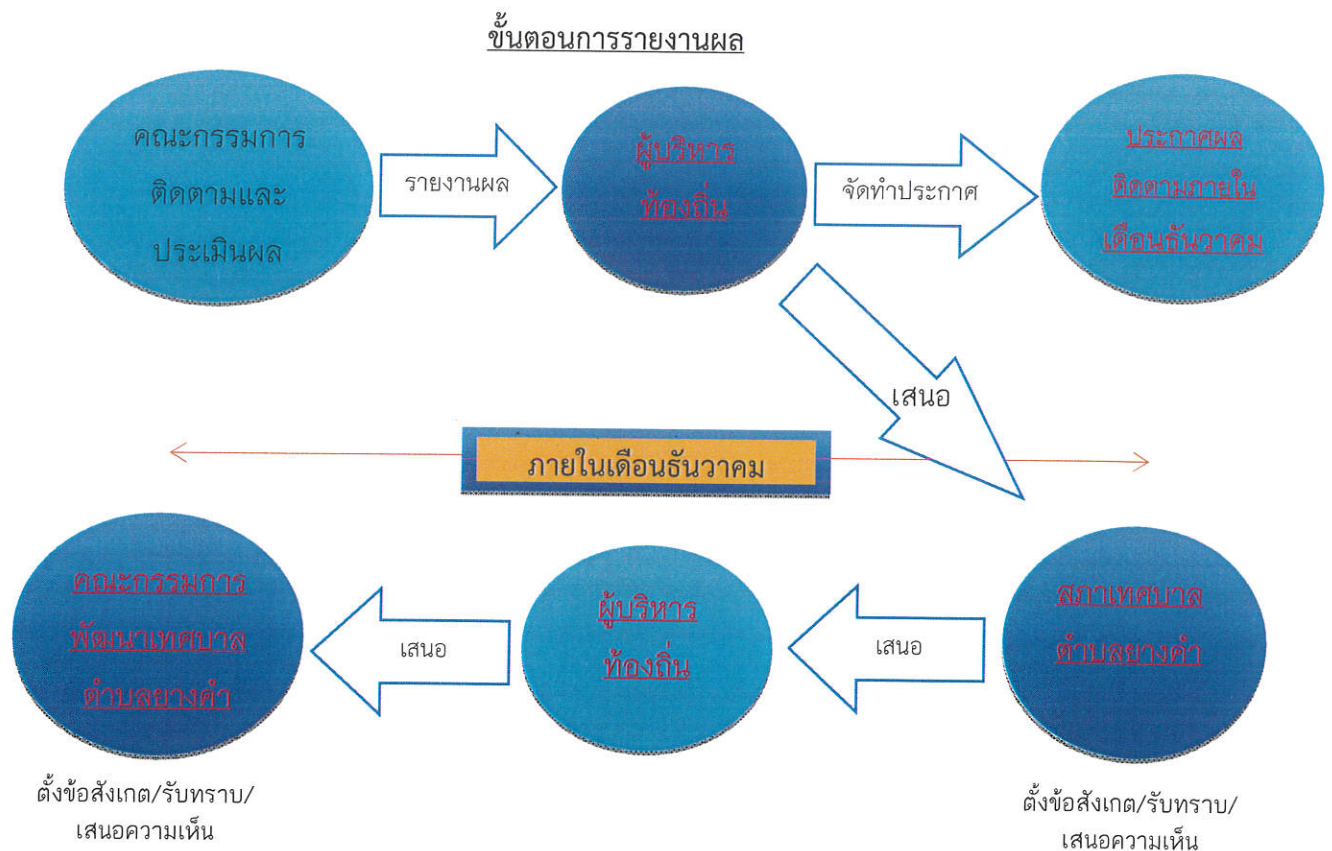 ขั้นตอนการรายงานผล
คณะกรรมการ
ติดตามและ
ประเมินผล
รายงานผล
ผู้บริหาร
ท้องถิ่น
จัดทำประกาศ
ประกาศผล
ติดตามภายใน
เดือนธันวาคม
เสนอ
ภายในเดือนธันวาคม
คณะกรรมการ
พัฒนาเทศบาล
ตำบลยางคำ
เสนอ
ผู้บริหาร
ท้องถิ่น
เสนอ
สภาเทศบาล
ตำบลยางคำ
ตั้งข้อสังเกต/รับทราบ/
เสนอความเห็น
ตั้งข้อสังเกต/รับทราบ/
เสนอความเห็น